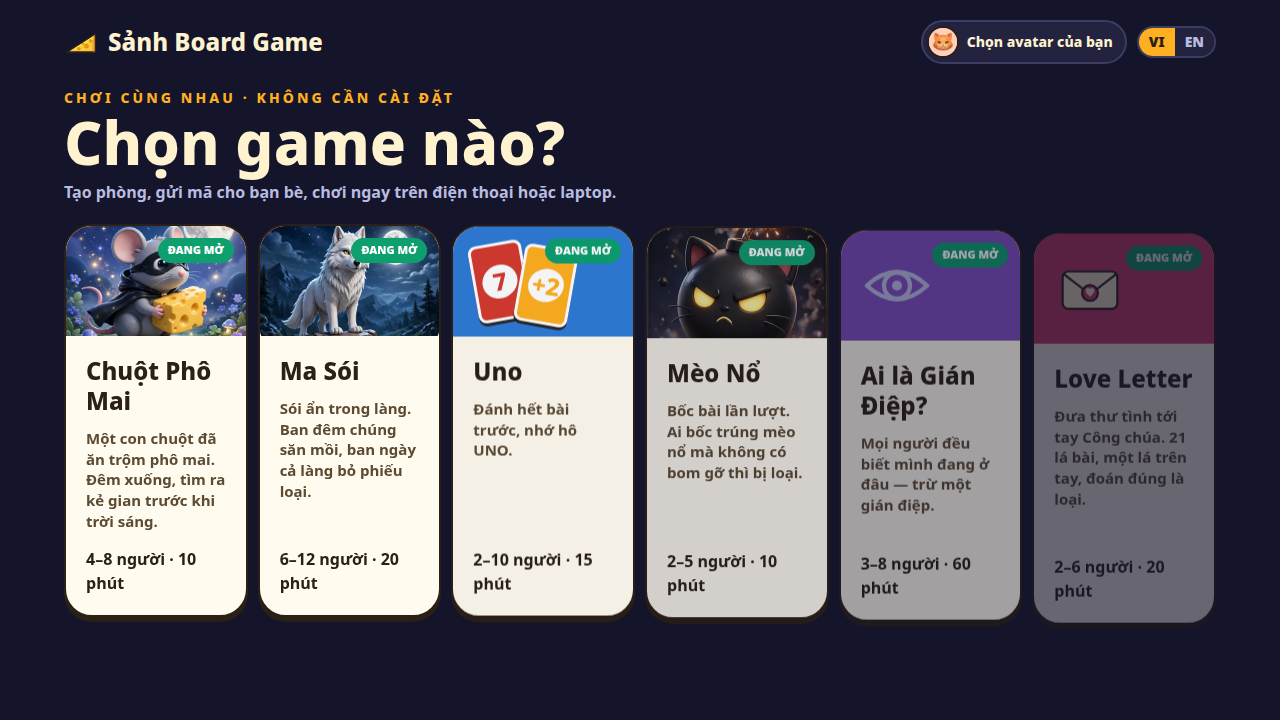 Sảnh Board Game
Chọn avatar của bạn
VI
EN
CHƠI CÙNG NHAU · KHÔNG CẦN CÀI ĐẶT
Chọn game nào?
Tạo phòng, gửi mã cho bạn bè, chơi ngay trên điện thoại hoặc laptop.
ĐANG MỞ
Chuột Phô
Mai
Một con chuột đã
ăn trộm phô mai.
Đêm xuống, tìm ra
kẻ gian trước khi
trời sáng.
4–8 người · 10
phút
ĐANG MỞ
Ma Sói
Sói ẩn trong làng.
Ban đêm chúng
săn mồi, ban ngày
cả làng bỏ phiếu
loại.
6–12 người · 20
phút
7
+2
ĐANG MỞ
Uno
Đánh hết bài
trước, nhớ hô
UNO.
2–10 người · 15
phút
ĐANG MỞ
Mèo Nổ
Bốc bài lần lượt.
Ai bốc trúng mèo
nổ mà không có
bom gỡ thì bị loại.
2–5 người · 10
phút
ĐANG MỞ
Ai là Gián
Điệp?
Mọi người đều
biết mình đang ở
đâu — trừ một
gián điệp.
3–8 người · 60
phút
ĐANG MỞ
Love Letter
Đưa thư tình tới
tay Công chúa. 21
lá bài, một lá trên
tay, đoán đúng là
loại.
2–6 người · 20
phút